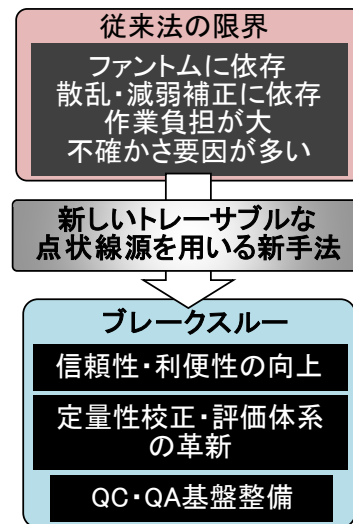 従来法の限界
ファントムに依存
散乱・減弱補正に依存
作業負担が大
不確かさ要因が多い
新しいトレーサブルな
点状線源を用いる新手法
ブレークスルー
信頼性・利便性の向上
定量性校正・評価体系
の革新
QC・QA基盤整備